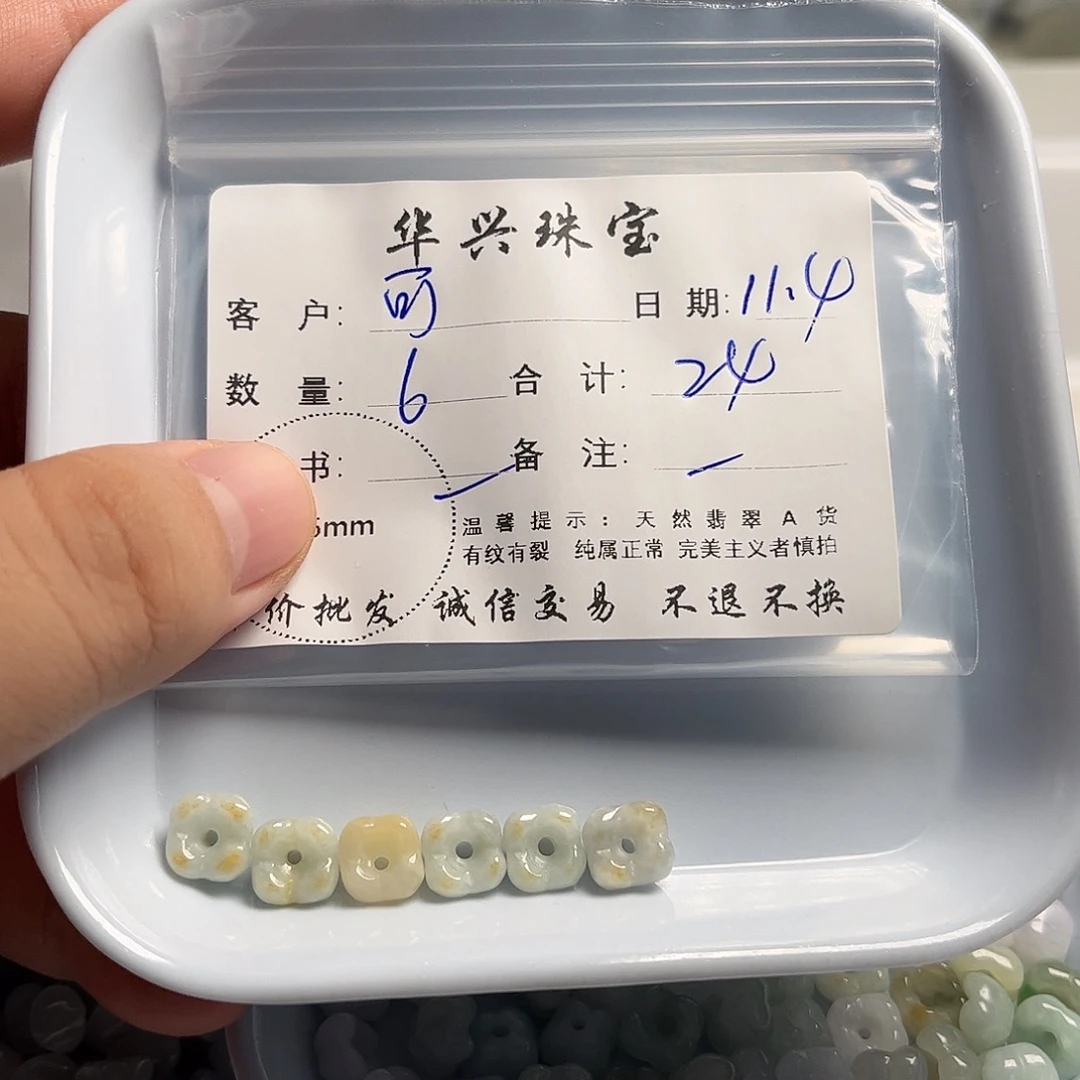 华兴珠宝
客 户: 可 日 期: 11.4
数 量: 6 合 计: 24
书: 备 注:
5mm 温馨提示: 天然翡翠A货
有纹有裂 纯属正常 完美主义者慎拍
价批发 诚信交易 不退不换